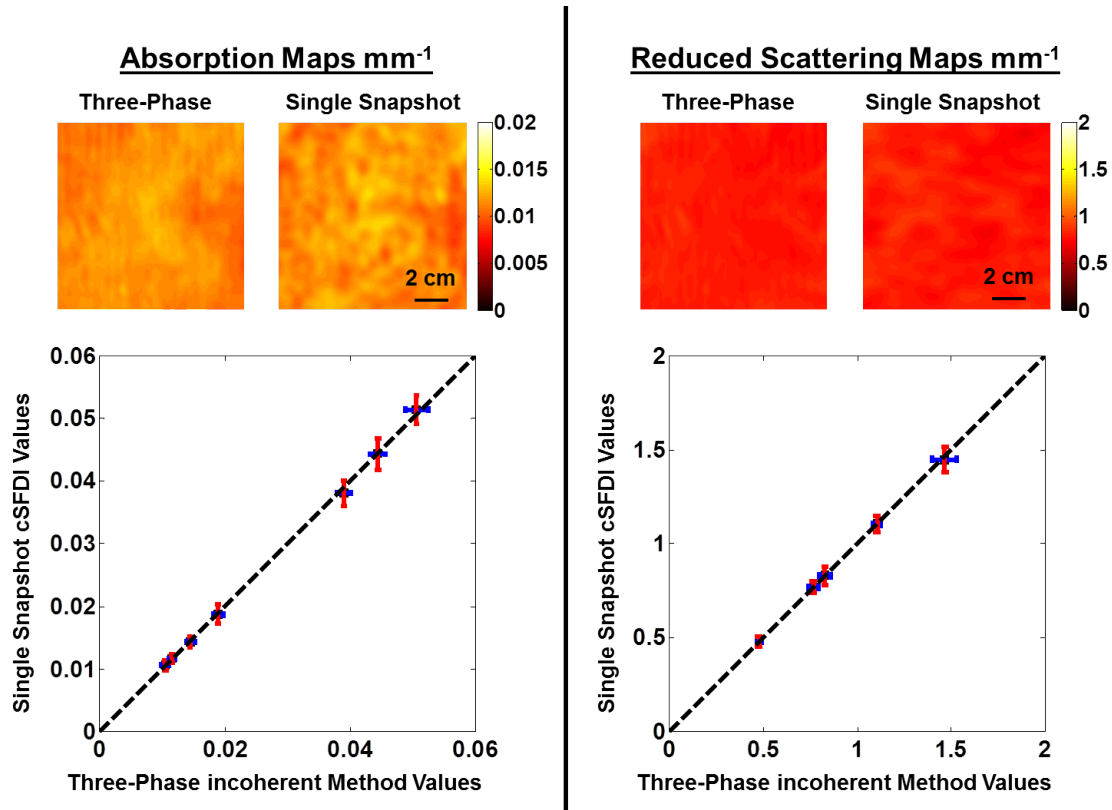 Absorption Maps mm-1
Three-Phase
Single Snapshot
0.02
0.015
0.01
0.005
0
2 cm
0.06
0.05
0.04
0.03
0.02
0.01
0
0
0.02
0.04
0.06
Single Snapshot cSFDI Values
Three-Phase incoherent Method Values
Reduced Scattering Maps mm-1
Three-Phase
Single Snapshot
2
1.5
1
0.5
0
2 cm
2
1.5
1
0.5
0
0
0.5
1
1.5
2
Single Snapshot cSFDI Values
Three-Phase incoherent Method Values